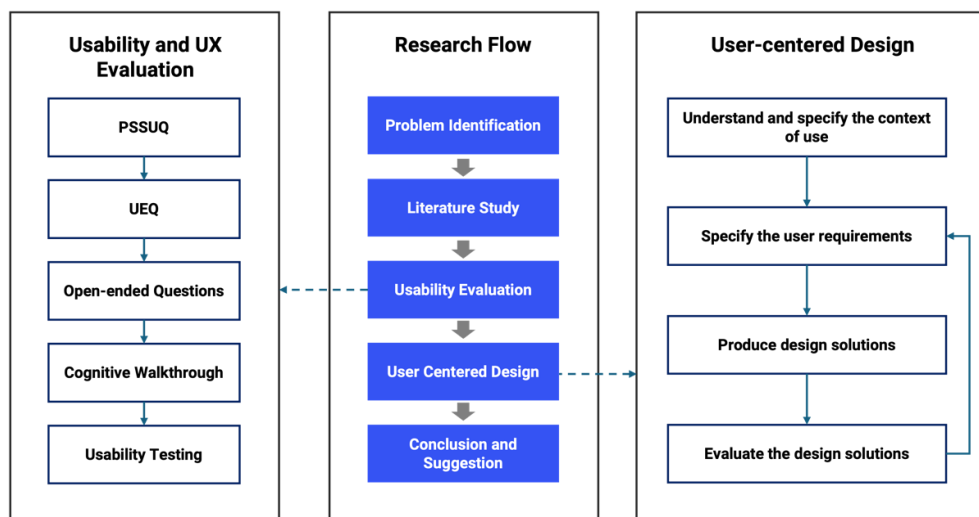 Usability and UX
Evaluation
PSSUQ
UEQ
Open-ended Questions
Cognitive Walkthrough
Usability Testing
Research Flow
Problem Identification
Literature Study
Usability Evaluation
User Centered Design
Conclusion and
Suggestion
User-centered Design
Understand and specify the context
of use
Specify the user requirements
Produce design solutions
Evaluate the design solutions